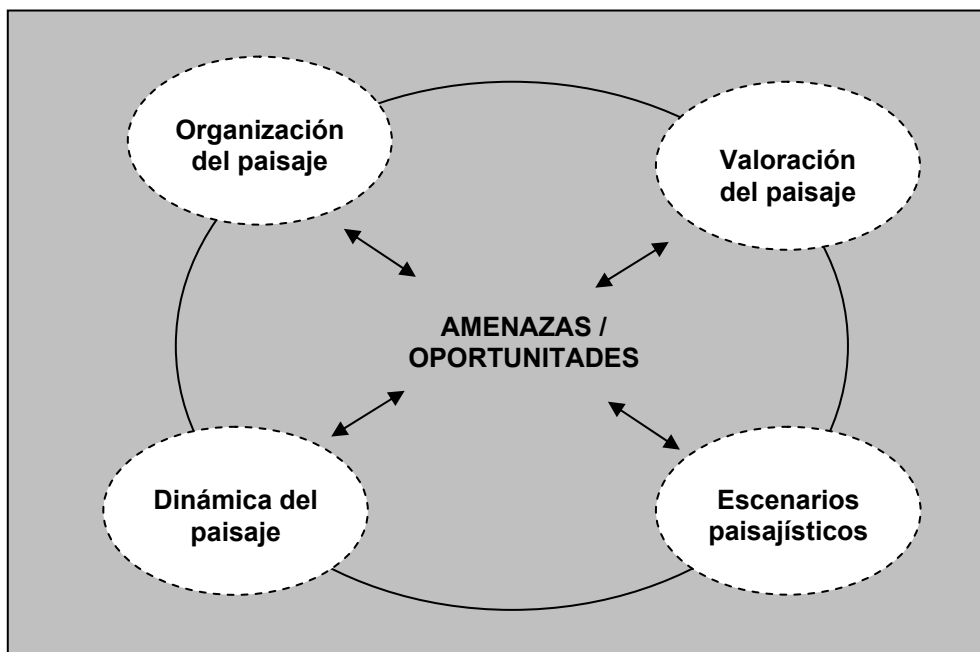 Organización
del paisaje
Valoración
del paisaje
AMENAZAS /
OPORTUNITADES
Dinámica del
paisaje
Escenarios
paisajísticos